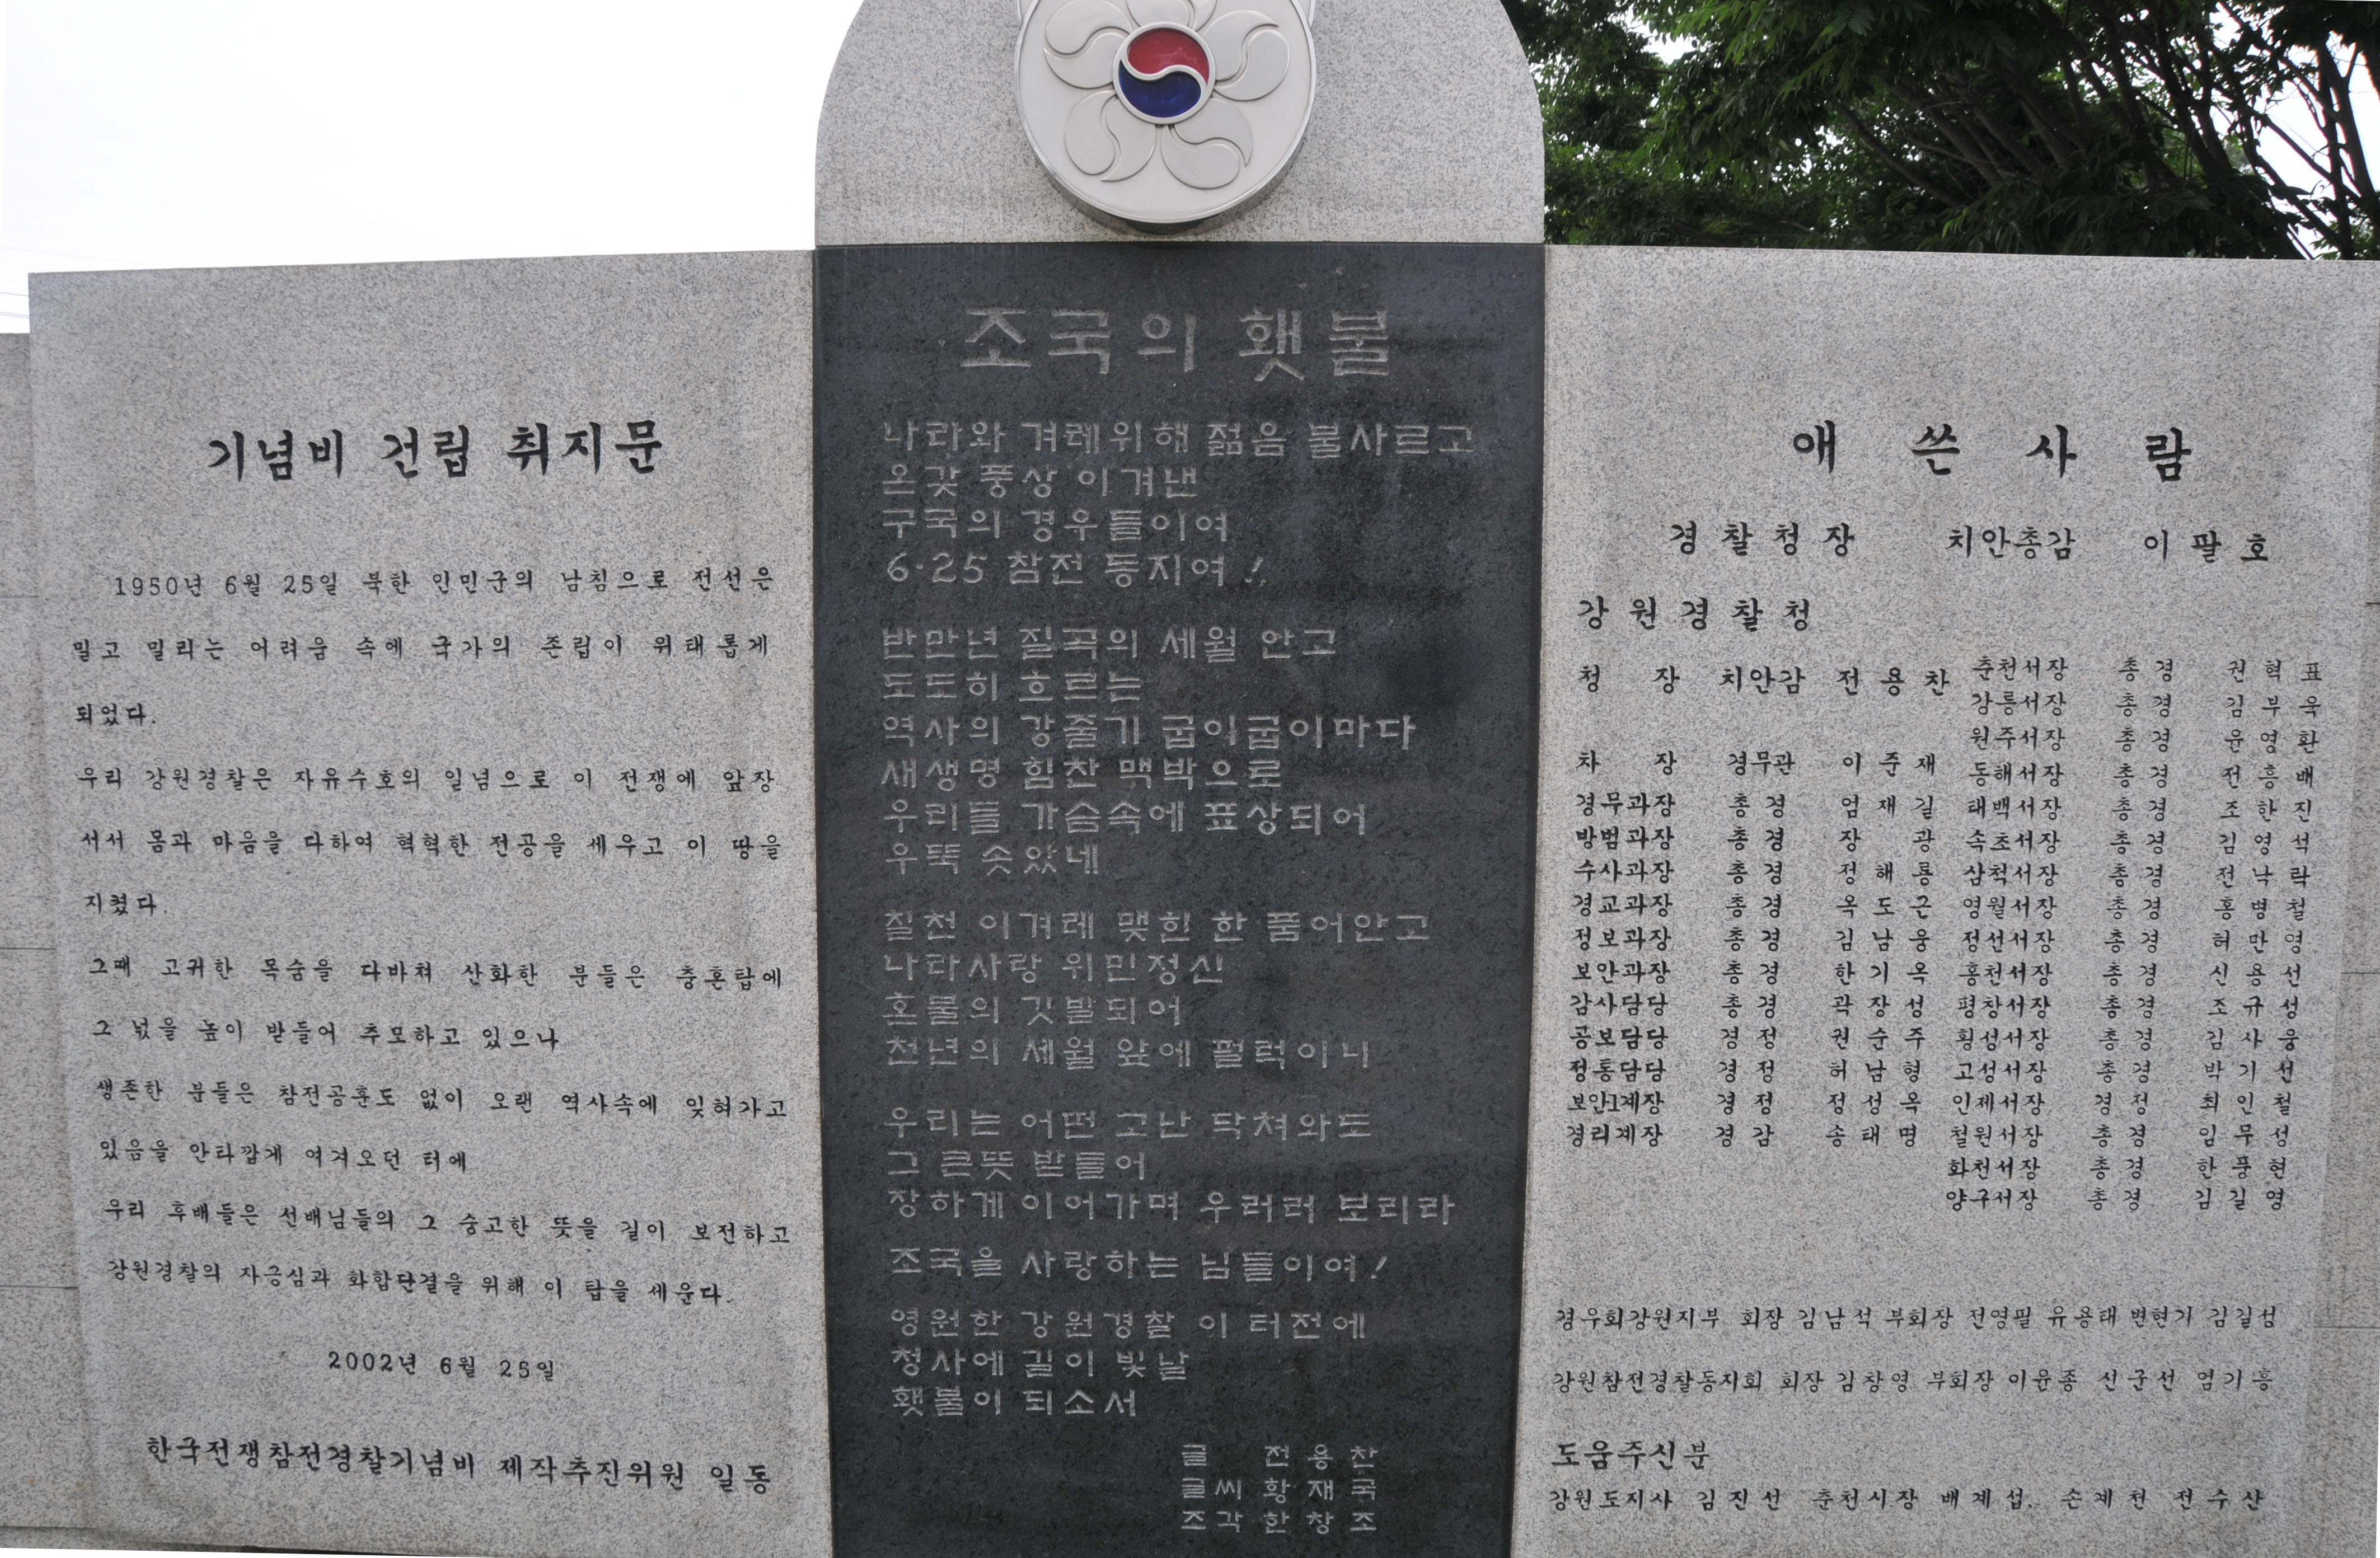 기념비 건립 취지문
1950년 6월 25일 북한 인민군의 남침으로 전선은
밀고 밀리는 어려움 속에 국가의 존립이 위태롭게
되었다.
우리 강원경찰은 자유수호의 일념으로 이 전쟁에 앞장
서서 몸과 마음을 다하여 혁혁한 전공을 세우고 이 땅을
지켰다.
그때 고귀한 목숨을 다바쳐 산화한 분들은 충혼탑에
그 넋을 높이 받들어 추모하고 있으나
생존한 분들은 참전공훈도 없이 오랜 역사속에 잊혀가고
있음을 안타깝게 여겨오던 터에
우리 후배들은 선배님들의 그 숭고한 뜻을 길이 보전하고
강원경찰의 자긍심과 화합단결을 위해 이 탑을 세운다.
2002년 6월 25일
한국전쟁참전경찰기념비 제작추진위원 일동
조국의 횃불
나라와 겨레위해 젊음 불사르고
온갖 풍상 이겨낸
구국의 경우들이여
6·25 참전 동지여!
반만년 질곡의 세월 안고
도도히 흐르는
역사의 강줄기 굽이굽이마다
새생명 힘찬 맥박으로
우리들 가슴속에 표상되어
우뚝 솟았네
칠천 이겨레 맺힌 한 품어안고
나라사랑 위민정신
혼불의 깃발되어
천년의 세월 앞에 펄럭이니
우리는 어떤 고난 닥쳐와도
그 큰뜻 받들어
장하게 이어가며 우러러 보리라
조국을 사랑하는 님들이여!
영원한 강원경찰 이 터전에
청사에 길이 빛날
횃불이 되소서
글 전용찬
글씨 황재국
조각 한창조
애쓴사람
경찰청장 치안총감 이팔호
강원경찰청
청장 치안감 전용찬
차장 경무관 이준재
경무과장 총경 엄재길
방범과장 총경 장광
수사과장 총경 정해룡
경교과장 총경 옥도근
정보과장 총경 김남웅
보안과장 총경 한기옥
감사담당 총경 곽장성
공보담당 경정 권순주
정통담당 경정 허남형
보안1계장 경정 정성옥
경리계장 경감 송태명
춘천서장 총경 권혁표
강릉서장 총경 김부욱
원주서장 총경 윤영환
동해서장 총경 전흥배
태백서장 총경 조한진
속초서장 총경 김영석
삼척서장 총경 전낙락
영월서장 총경 홍병철
정선서장 총경 허만영
홍천서장 총경 신용선
평창서장 총경 조규성
횡성서장 총경 김사웅
고성서장 총경 박기선
인제서장 경정 최인철
철원서장 총경 임무성
화천서장 총경 한풍현
양구서장 총경 김길영
경우회강원지부 회장 김남석 부회장 전영필 유용태 변현기 김길섬
강원참전경찰동지회 회장 김창영 부회장 이윤종 신군선 염기흥
도움주신분
강원도지사 김진선 춘천시장 배계섭. 손계천 전수산